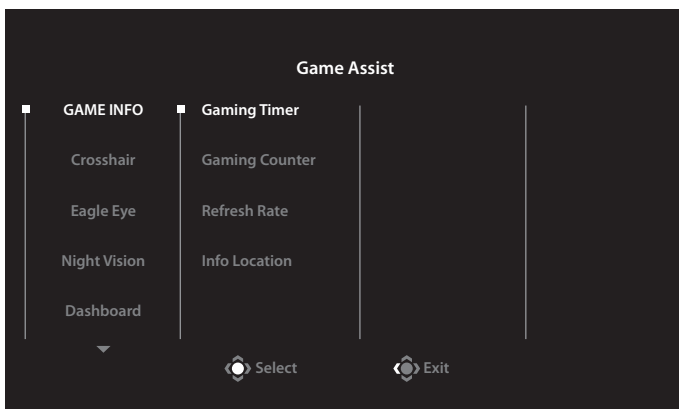 Game Assist
GAME INFO Gaming Timer
Crosshair Gaming Counter
Eagle Eye Refresh Rate
Night Vision Info Location
Dashboard
Select Exit